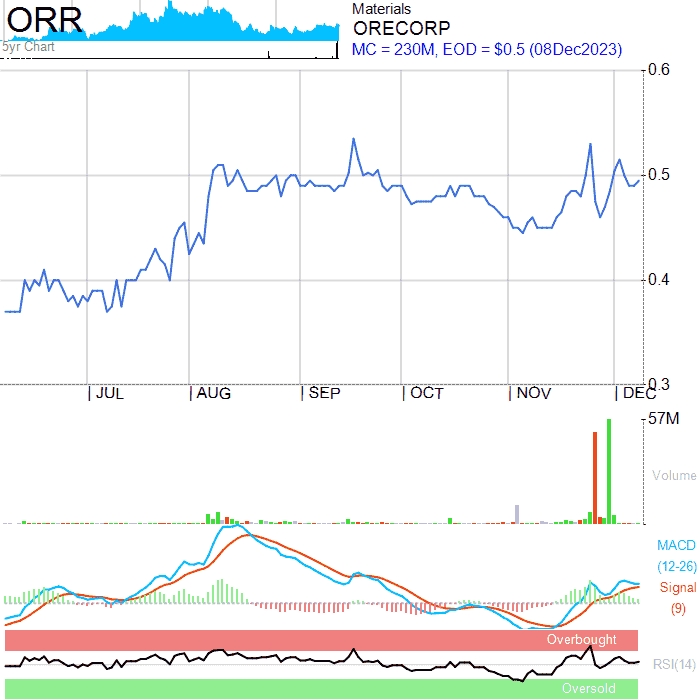 ORR
5yr Chart
Materials
ORECORP
MC = 230M, EOD = $0.5 (08Dec2023)
0.6
0.5
0.4
0.3
JUL AUG SEP OCT NOV DEC
57M
Volume
MACD
(12-26)
Signal
(9)
Overbought
RSI(14)
Oversold